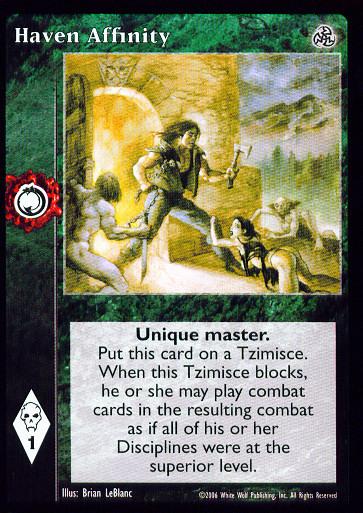 Haven Affinity
Unique master.
Put this card on a Tzimisce.
When this Tzimisce blocks,
he or she may play combat
cards in the resulting combat
as if all of his or her
Disciplines were at the
superior level.
1
Illus: Brian LeBlanc
©2006 White Wolf Publishing, Inc. All Rights Reserved